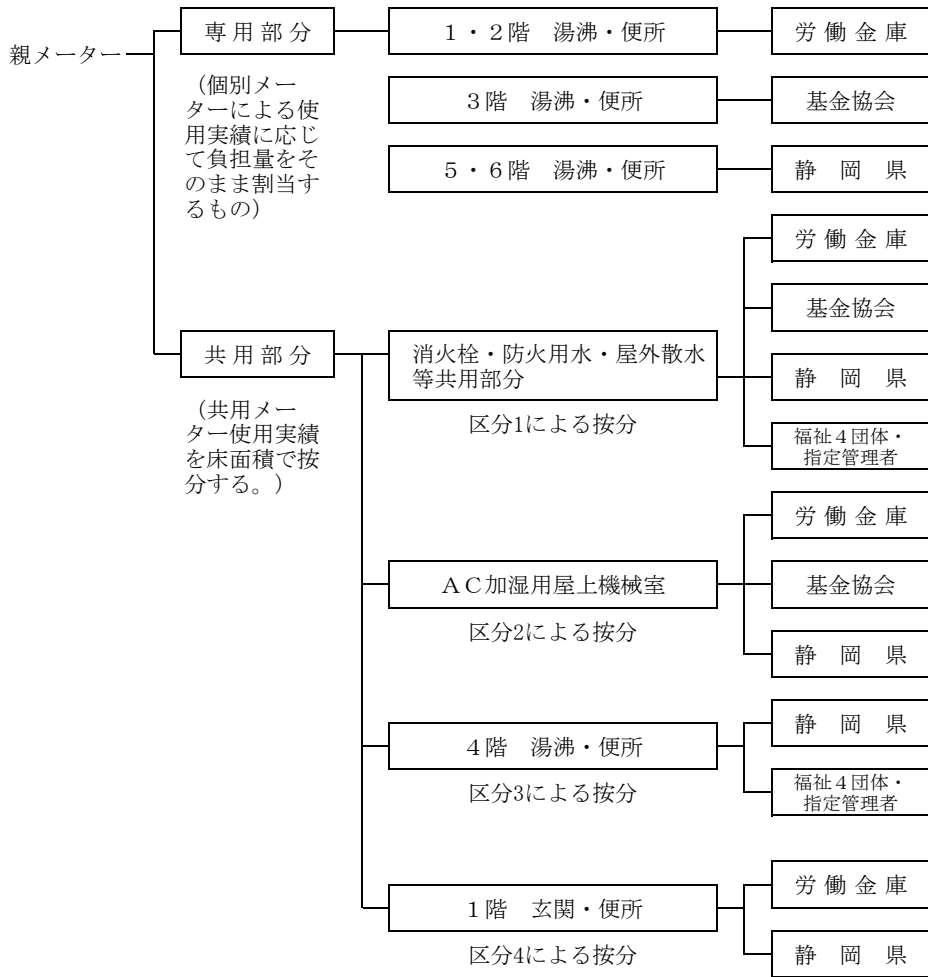 親メーター
専用部分
１・２階　湯沸・便所
労働金庫
（個別メー
ターによる使
用実績に応じ
て負担量をそ
のまま割当す
るもの）
３階　湯沸・便所
基金協会
５・６階　湯沸・便所
静岡県
共用部分
（共用メー
ター使用実績
を床面積で按
分する。）
消火栓・防火用水・屋外散水
等共用部分
区分1による按分
労働金庫
基金協会
静岡県
福祉４団体・
指定管理者
ＡＣ加湿用屋上機械室
区分2による按分
労働金庫
基金協会
静岡県
４階　湯沸・便所
区分3による按分
静岡県
福祉４団体・
指定管理者
１階　玄関・便所
区分4による按分
労働金庫
静岡県